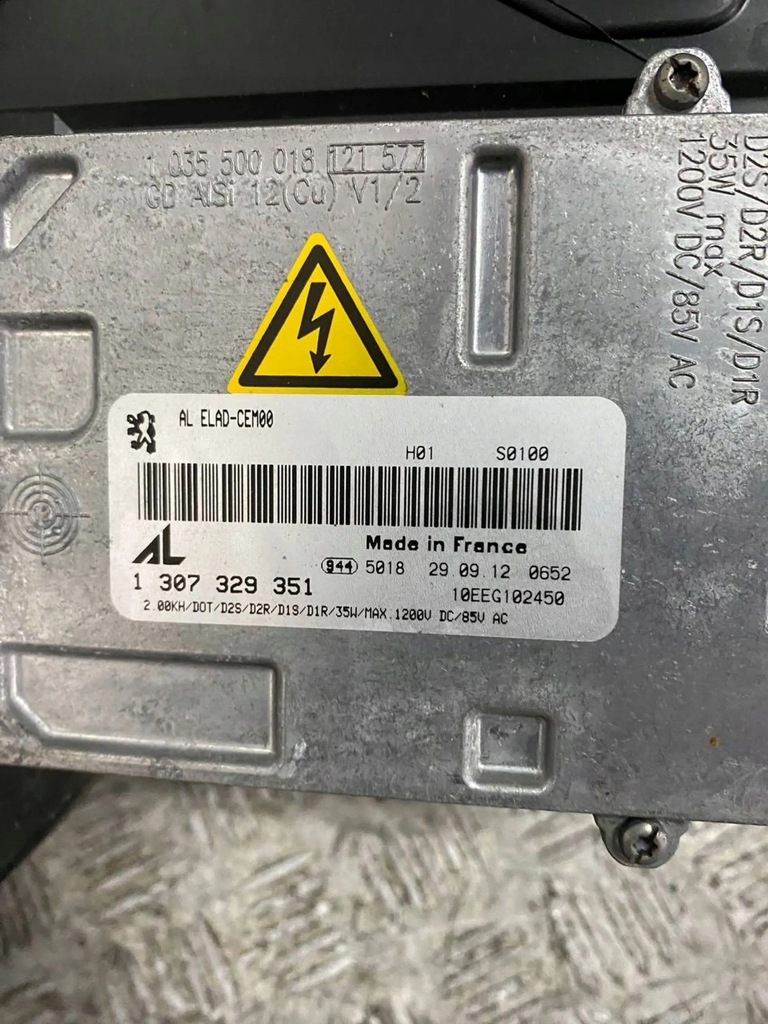 1 035 500 018 121 577
GD AlSi 12(Cu) V1/2
D2S/D2R/D1S/D1R
35W max
1200V DC/85V AC
AL ELAD-CEM00
H01 S0100
AL
Made in France
944 5018 29.09.12 0652
1 307 329 351
10EEG102450
2.00KH/DOT/D2S/D2R/D1S/D1R/35W/MAX.1200V DC/85V AC